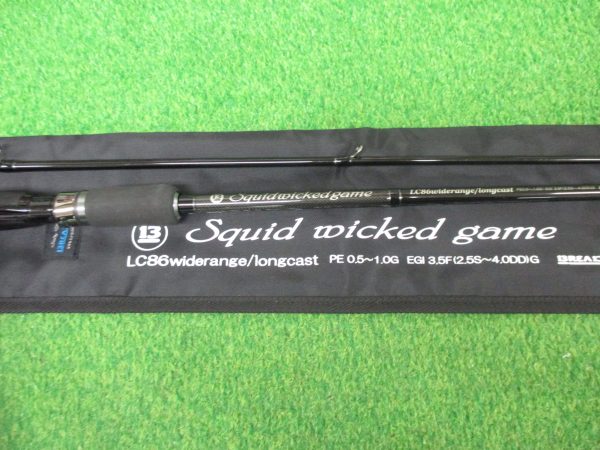 Squid wicked game LC86widerange/longcast
13 Squid wicked game
LC86widerange/longcast PE 0.5～1.0G EGI 3.5F(2.5S～4.0DD)G